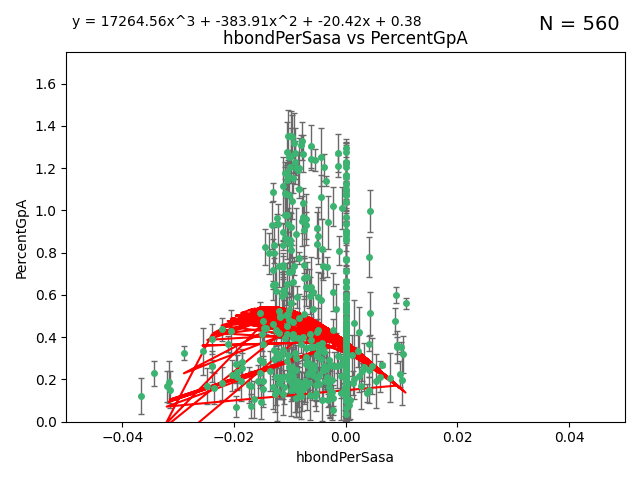 y = 17264.56x^3 + -383.91x^2 + -20.42x + 0.38
N = 560
hbondPerSasa vs PercentGpA
PercentGpA
1.6
1.4
1.2
1.0
0.8
0.6
0.4
0.2
0.0
−0.04 −0.02 0.00 0.02 0.04
hbondPerSasa